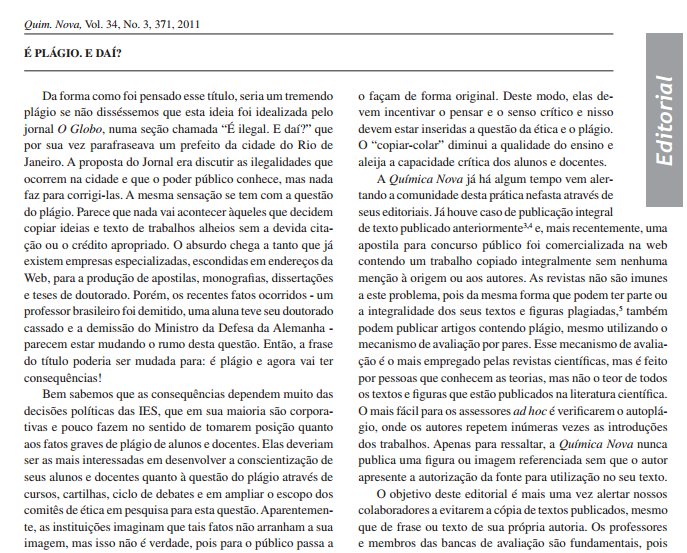 Quim. Nova, Vol. 34, No. 3, 371, 2011
É PLÁGIO. E DAÍ?
Editorial
Da forma como foi pensado esse título, seria um tremendo
plágio se não disséssemos que esta ideia foi idealizada pelo
jornal O Globo, numa seção chamada “É ilegal. E daí?” que
por sua vez parafraseava um prefeito da cidade do Rio de
Janeiro. A proposta do Jornal era discutir as ilegalidades que
ocorrem na cidade e que o poder público conhece, mas nada
faz para corrigi-las. A mesma sensação se tem com a questão
do plágio. Parece que nada vai acontecer àqueles que decidem
copiar ideias e texto de trabalhos alheios sem a devida cita-
ção ou o crédito apropriado. O absurdo chega a tanto que já
existem empresas especializadas, escondidas em endereços da
Web, para a produção de apostilas, monografias, dissertações
e teses de doutorado. Porém, os recentes fatos ocorridos - um
professor brasileiro foi demitido, uma aluna teve seu doutorado
cassado e a demissão do Ministro da Defesa da Alemanha -
parecem estar mudando o rumo desta questão. Então, a frase
do título poderia ser mudada para: é plágio e agora vai ter
consequências!
Bem sabemos que as consequências dependem muito das
decisões políticas das IES, que em sua maioria são corpora-
tivas e pouco fazem no sentido de tomarem posição quanto
aos fatos graves de plágio de alunos e docentes. Elas deveriam
ser as mais interessadas em desenvolver a conscientização de
seus alunos e docentes quanto à questão do plágio através de
cursos, cartilhas, ciclo de debates e em ampliar o escopo dos
comitês de ética em pesquisa para esta questão. Aparentemen-
te, as instituições imaginam que tais fatos não arranham a sua
imagem, mas isso não é verdade, pois para o público passa a
o façam de forma original. Deste modo, elas de-
vem incentivar o pensar e o senso crítico e nisso
devem estar inseridas a questão da ética e o plágio.
O “copiar-colar” diminui a qualidade do ensino e
aleija a capacidade crítica dos alunos e docentes.
A Química Nova já há algum tempo vem aler-
tando a comunidade desta prática nefasta através de
seus editoriais. Já houve caso de publicação integral
de texto publicado anteriormente³,⁴ e, mais recentemente, uma
apostila para concurso público foi comercializada na web
contendo um trabalho copiado integralmente sem nenhuma
menção à origem ou aos autores. As revistas não são imunes
a este problema, pois da mesma forma que podem ter parte ou
a integralidade dos seus textos e figuras plagiadas,⁵ também
podem publicar artigos contendo plágio, mesmo utilizando o
mecanismo de avaliação por pares. Esse mecanismo de avalia-
ção é o mais empregado pelas revistas científicas, mas é feito
por pessoas que conhecem as teorias, mas não o teor de todos
os textos e figuras que estão publicados na literatura científica.
O mais fácil para os assessores ad hoc é verificarem o autoplá-
gio, onde os autores repetem inúmeras vezes as introduções
dos trabalhos. Apenas para ressaltar, a Química Nova nunca
publica uma figura ou imagem referenciada sem que o autor
apresente a autorização da fonte para utilização no seu texto.
O objetivo deste editorial é mais uma vez alertar nossos
colaboradores a evitarem a cópia de textos publicados, mesmo
que de frase ou texto de sua própria autoria. Os professores
e membros das bancas de avaliação são fundamentais, pois